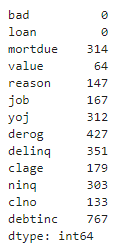 bad 0
loan 0
mortdue 314
value 64
reason 147
job 167
yoj 312
derog 427
delinq 351
clage 179
ninq 303
clno 133
debtinc 767
dtype: int64